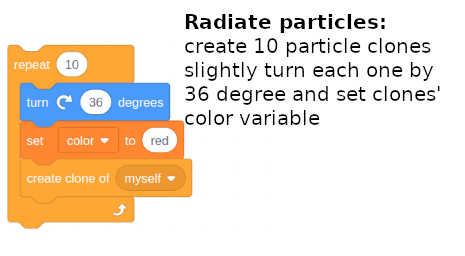 Radiate particles:
create 10 particle clones
slightly turn each one by
36 degree and set clones'
color variable
repeat 10
turn 36 degrees
set color to red
create clone of myself